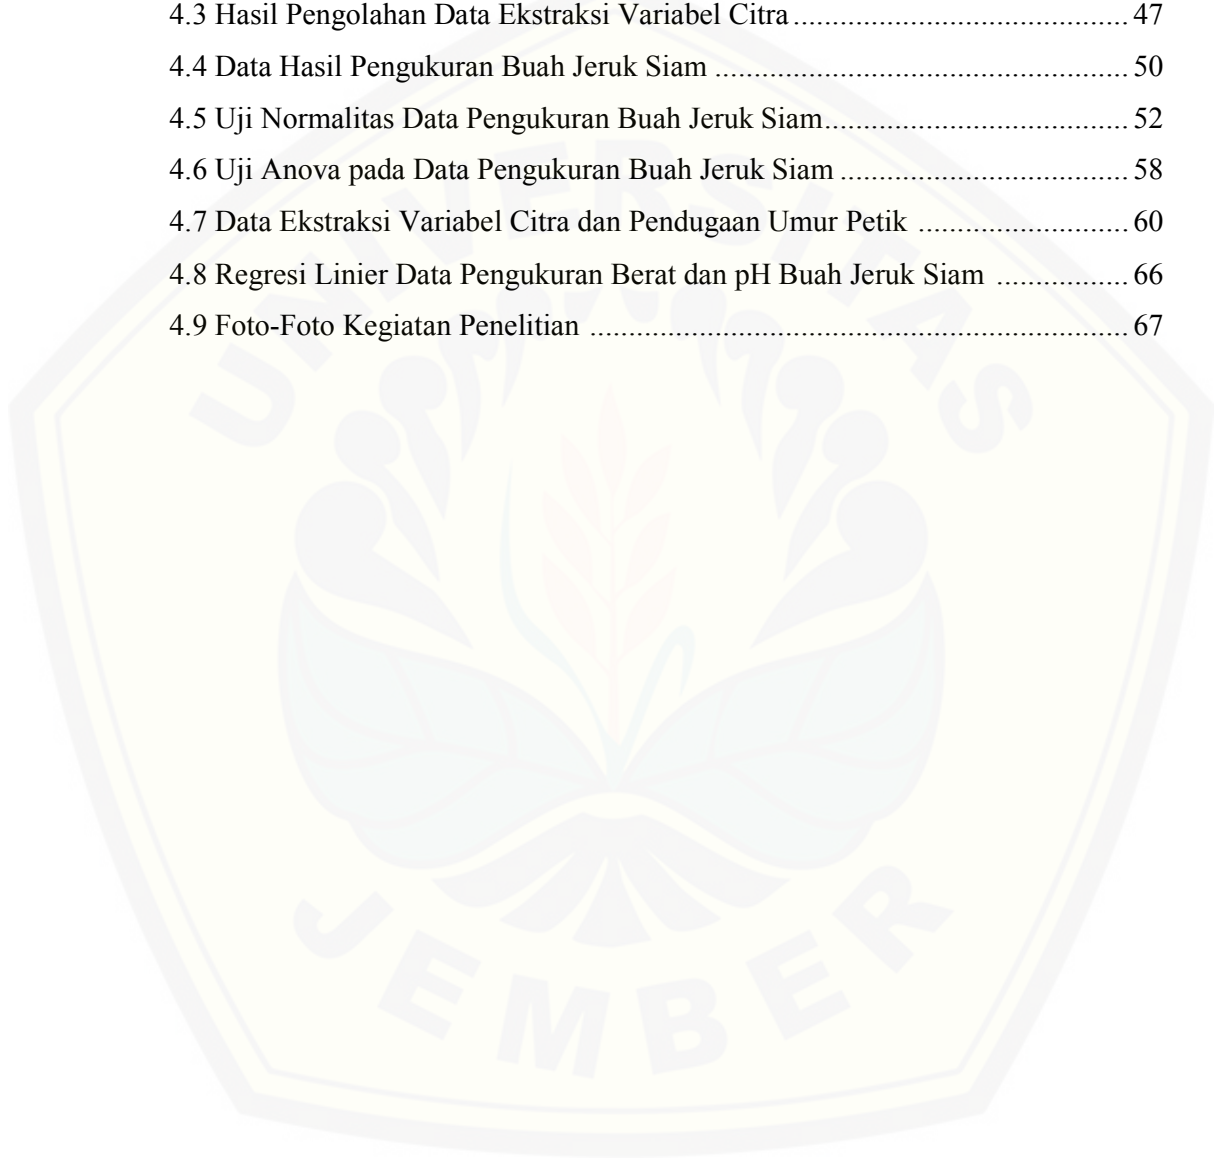 4.3 Hasil Pengolahan Data Ekstraksi Variabel Citra ........................................... 47
4.4 Data Hasil Pengukuran Buah Jeruk Siam ..................................................... 50
4.5 Uji Normalitas Data Pengukuran Buah Jeruk Siam....................................... 52
4.6 Uji Anova pada Data Pengukuran Buah Jeruk Siam ..................................... 58
4.7 Data Ekstraksi Variabel Citra dan Pendugaan Umur Petik ........................... 60
4.8 Regresi Linier Data Pengukuran Berat dan pH Buah Jeruk Siam ................. 66
4.9 Foto-Foto Kegiatan Penelitian ..................................................................... 67
UNIVERSITAS
JEMBER